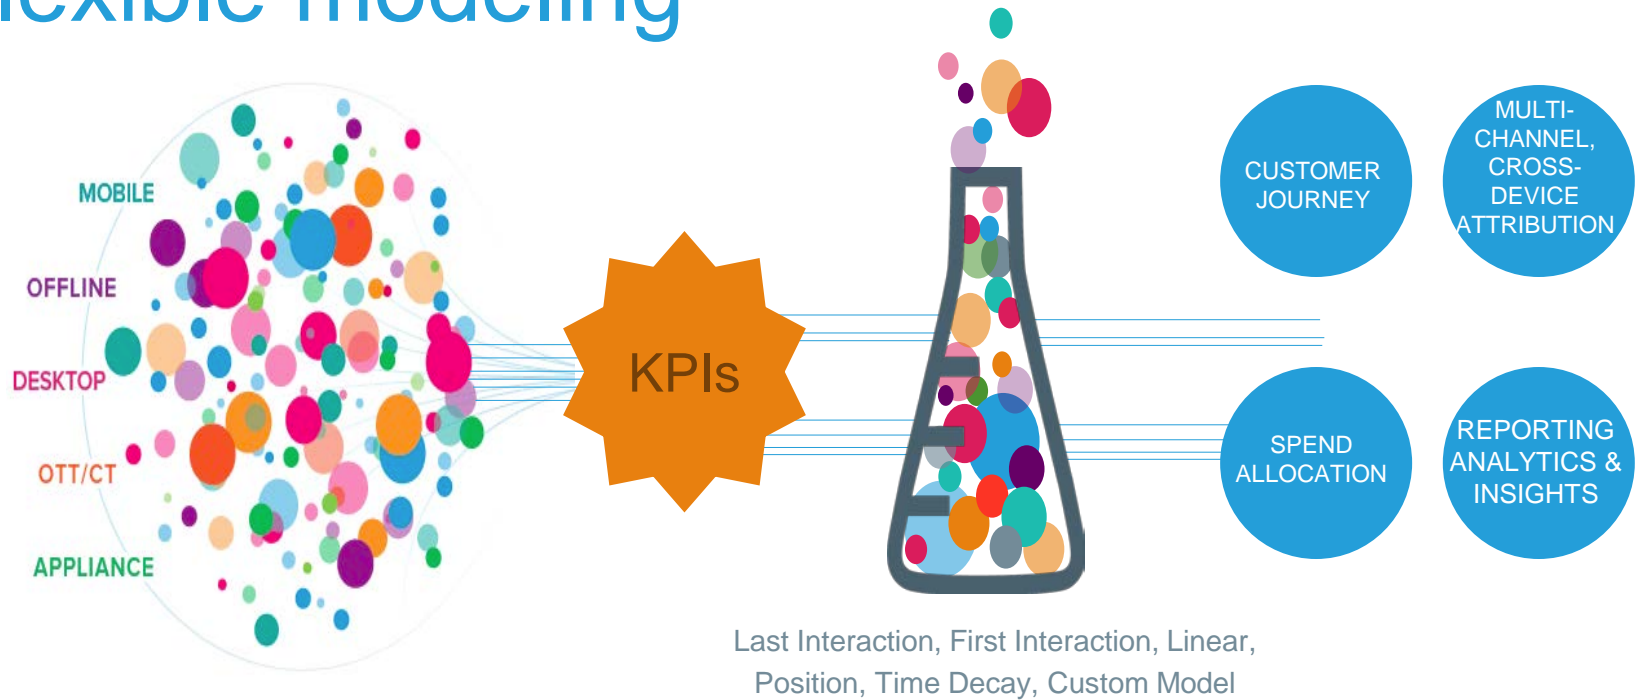 lexible modeling
MOBILE
OFFLINE
DESKTOP
OTT/CT
APPLIANCE
KPIs
CUSTOMER
JOURNEY
MULTI-
CHANNEL,
CROSS-
DEVICE
ATTRIBUTION
SPEND
ALLOCATION
REPORTING
ANALYTICS &
INSIGHTS
Last Interaction, First Interaction, Linear,
Position, Time Decay, Custom Model